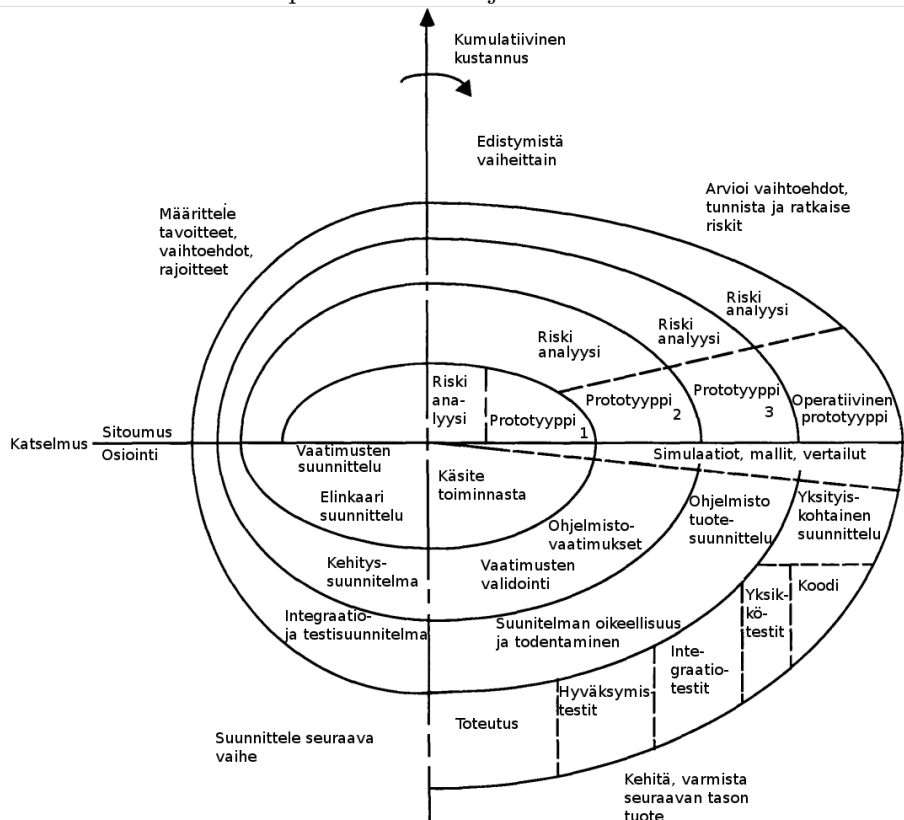 Kumulatiivinen
kustannus
Edistymistä
vaiheittain
Arvioi vaihtoehdot,
tunnista ja ratkaise
riskit
Määrittele
tavoitteet,
vaihtoehdot,
rajoitteet
Riski
analyysi
Riski
analyysi
Riski
analyysi
Riski
ana-
lyysi
Prototyyppi
1
Prototyyppi
2
Prototyyppi
3
Operatiivinen
prototyyppi
Katselmus
Sitoumus
Osiointi
Vaatimusten
suunnittelu
Elinkaari
suunnittelu
Käsite
toiminnasta
Simulaatiot, mallit, vertailut
Ohjelmisto-
vaatimukset
Ohjelmisto
tuote-
suunnittelu
Yksityis-
kohtainen
suunnittelu
Kehitys-
suunnitelma
Vaatimusten
validointi
Integraatio-
ja testisuunnitelma
Suunitelman oikeellisuus
ja todentaminen
Yksik-
kö-
testit
Koodi
Inte-
graatio-
testit
Hyväksymis-
testit
Toteutus
Suunnittele seuraava
vaihe
Kehitä, varmista
seuraavan tason
tuote